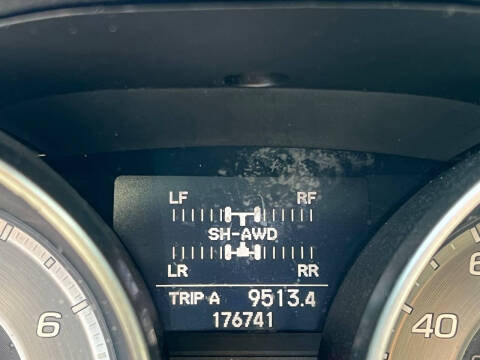 LF RF
SH-AWD
LR RR
TRIP A 9513.4
176741
6
40